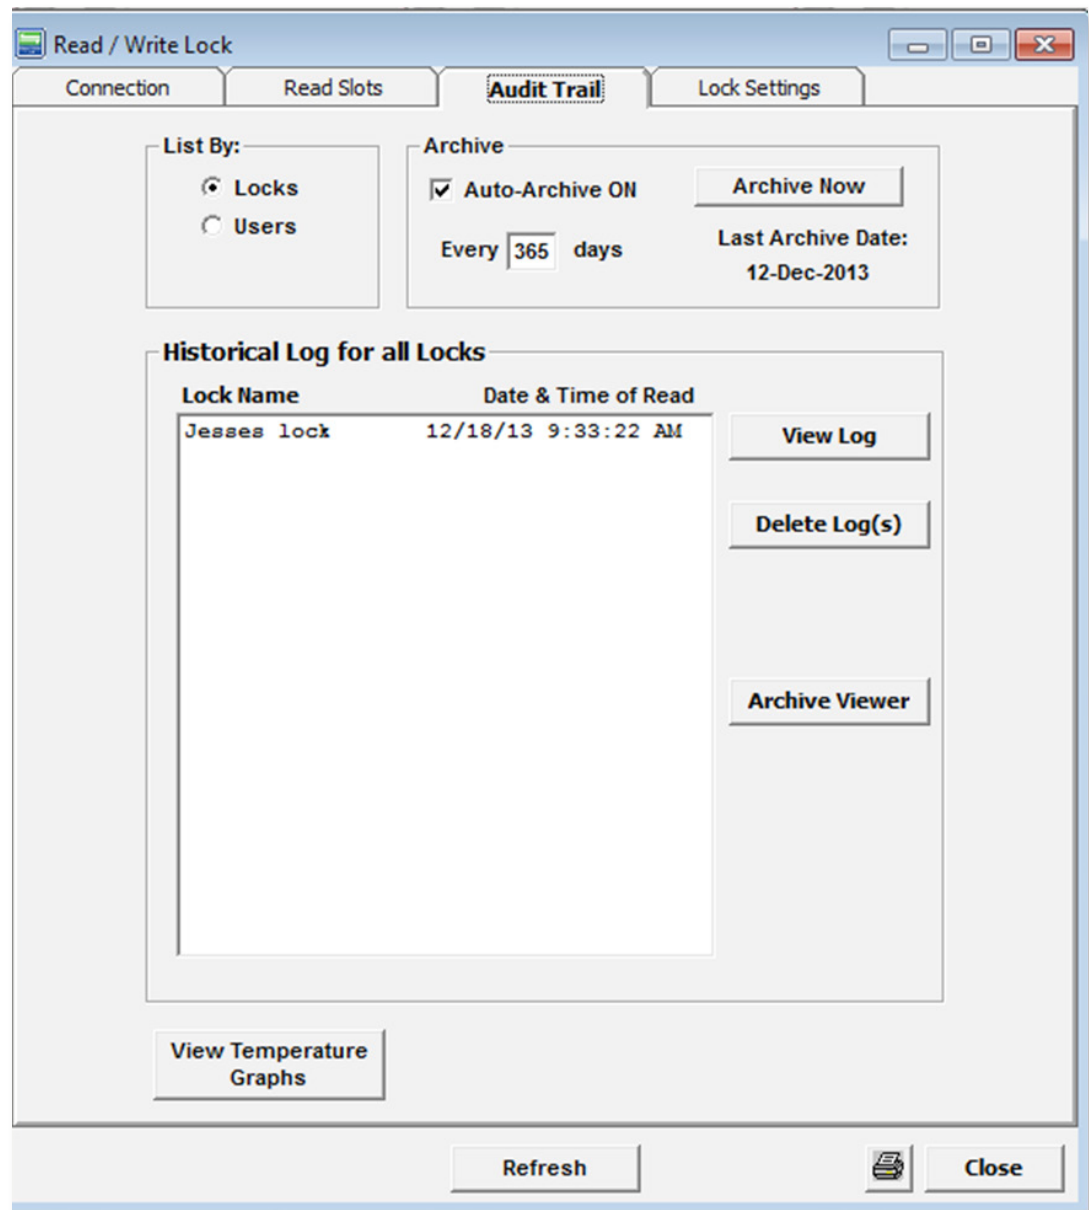 Read / Write Lock
Connection Read Slots Audit Trail Lock Settings
List By:
Locks
Users
Archive
Auto-Archive ON
Every 365 days
Archive Now
Last Archive Date:
12-Dec-2013
Historical Log for all Locks
Lock Name Date & Time of Read
Jesses lock 12/18/13 9:33:22 AM
View Log
Delete Log(s)
Archive Viewer
View Temperature
Graphs
Refresh
Close